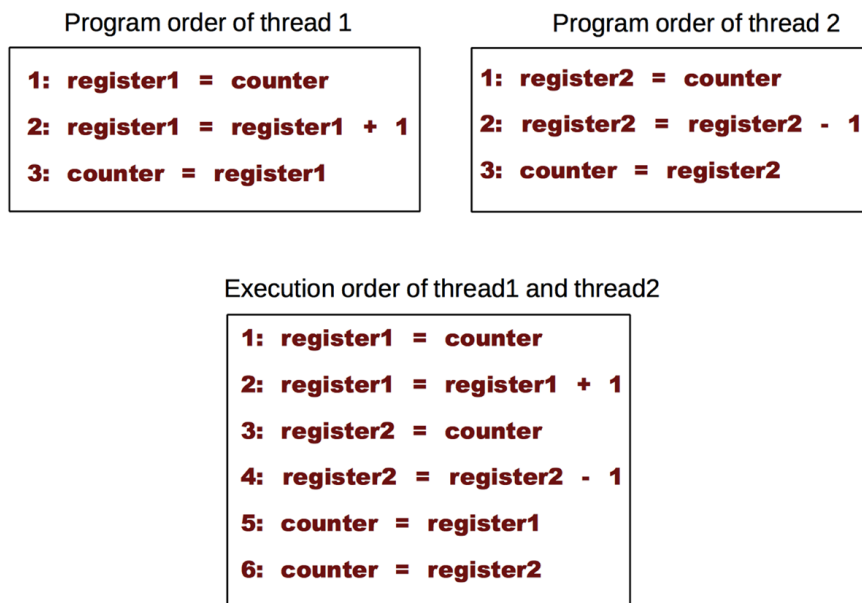 Program order of thread 1
1: register1 = counter
2: register1 = register1 + 1
3: counter = register1
Program order of thread 2
1: register2 = counter
2: register2 = register2 - 1
3: counter = register2
Execution order of thread1 and thread2
1: register1 = counter
2: register1 = register1 + 1
3: register2 = counter
4: register2 = register2 - 1
5: counter = register1
6: counter = register2